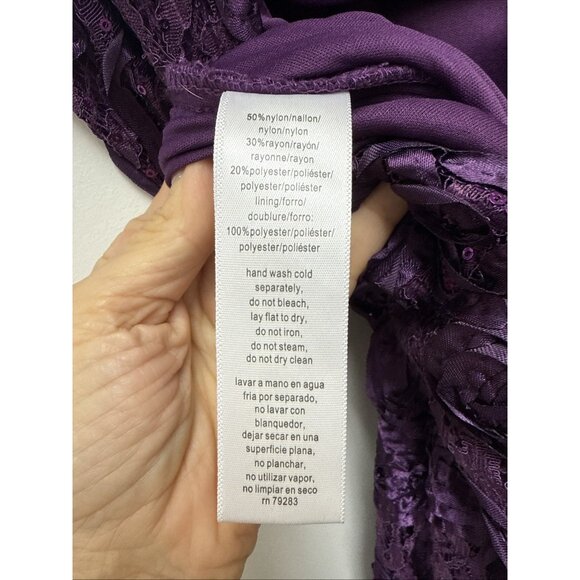 50%nylon/nailon/
nylon/nylon
30%rayon/rayón/
rayonne/rayon
20%polyester/poliéster/
polyester/poliéster
lining/forro/
doublure/forro:
100%polyester/poliéster/
polyester/poliéster
hand wash cold
separately,
do not bleach,
lay flat to dry,
do not iron,
do not steam,
do not dry clean
lavar a mano en agua
fria por separado,
no lavar con
blanquedor,
dejar secar en una
superficie plana,
no planchar,
no utilizar vapor,
no limpiar en seco
rn 79283